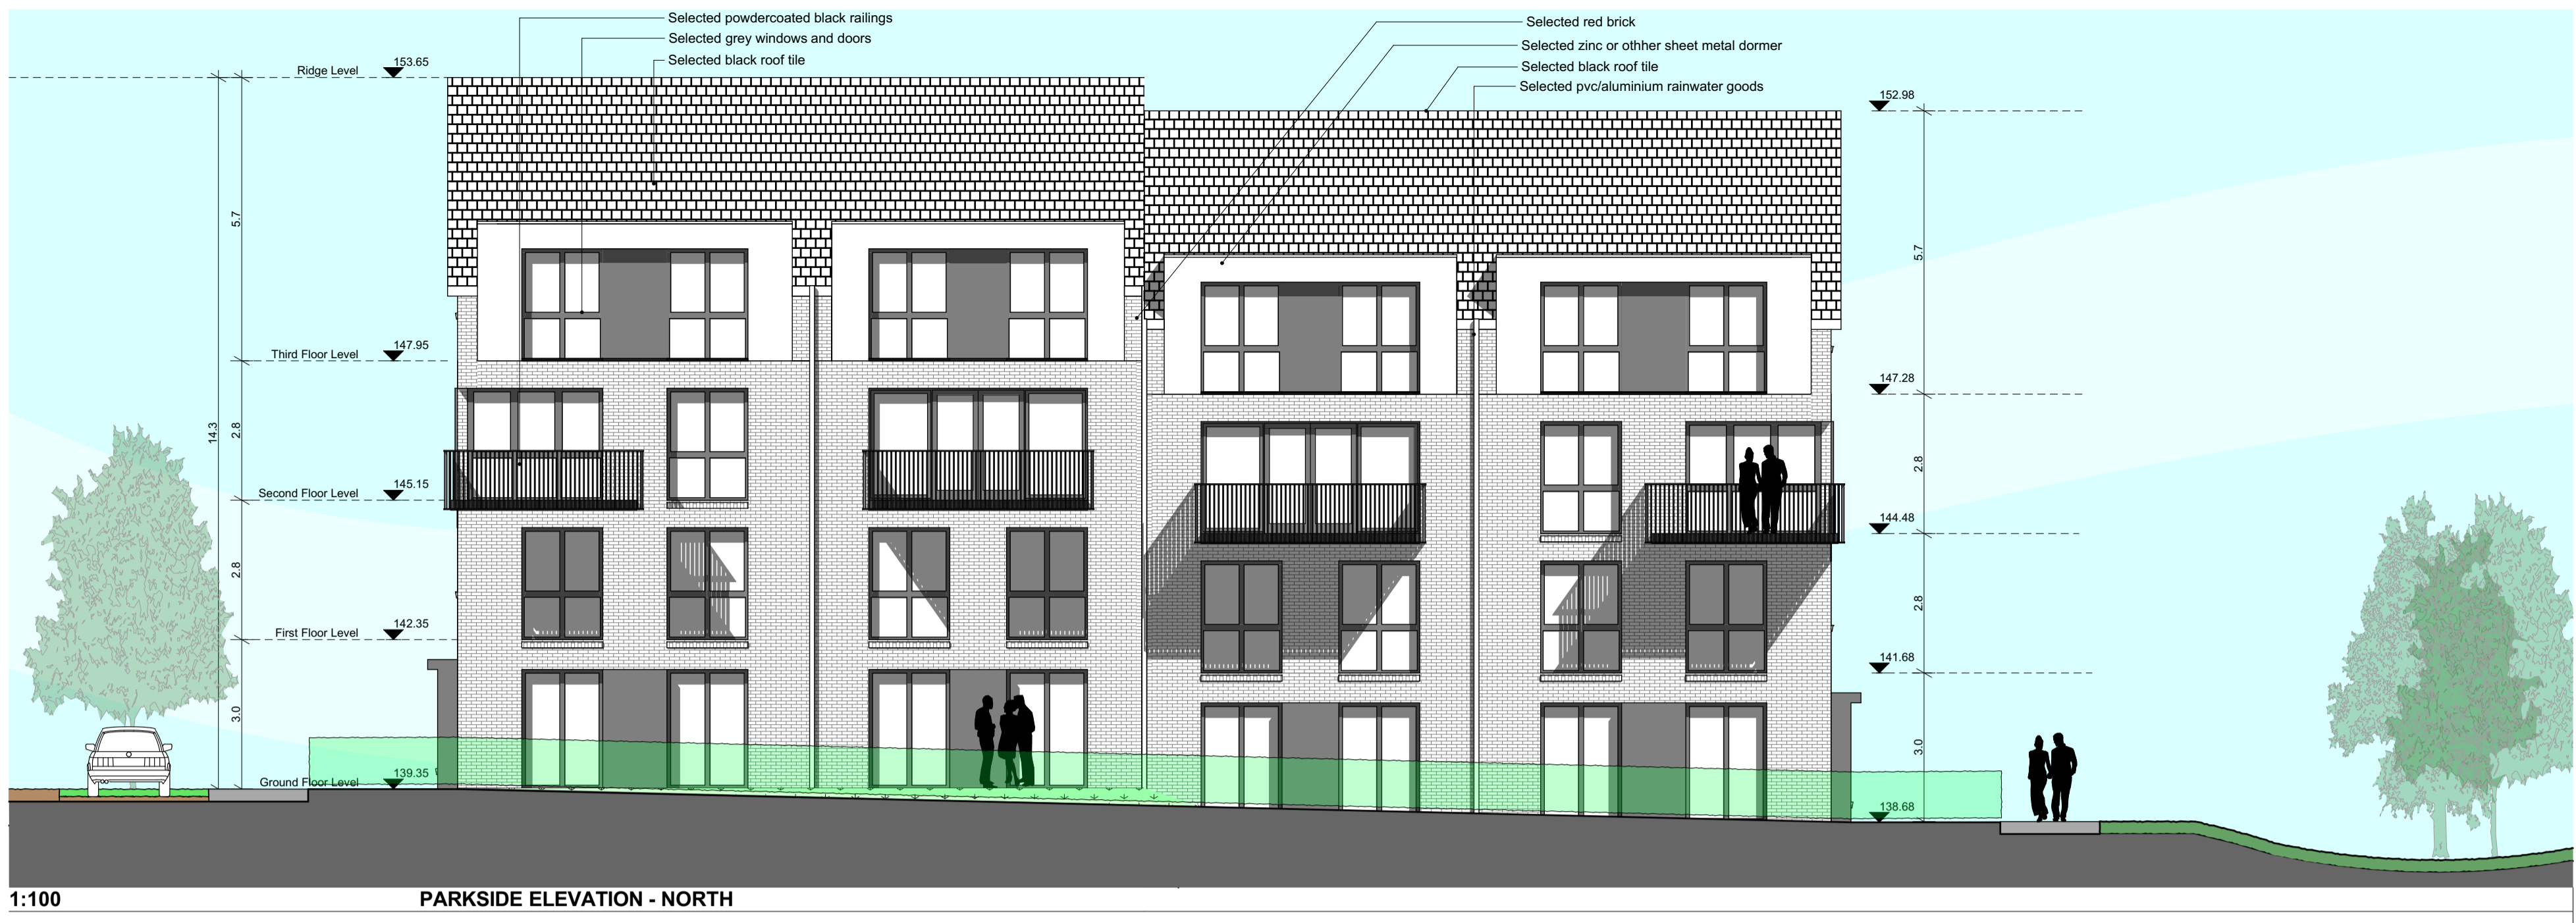 Selected powdercoated black railings
Selected grey windows and doors
Selected black roof tile
Selected red brick
Selected zinc or othher sheet metal dormer
Selected black roof tile
Selected pvc/aluminium rainwater goods
Ridge Level 153.65
152.98
5.7
5.7
Third Floor Level 147.95
147.28
14.3
2.8
2.8
Second Floor Level 145.15
144.48
2.8
2.8
First Floor Level 142.35
141.68
3.0
3.0
Ground Floor Level 139.35
138.68
1:100 PARKSIDE ELEVATION - NORTH